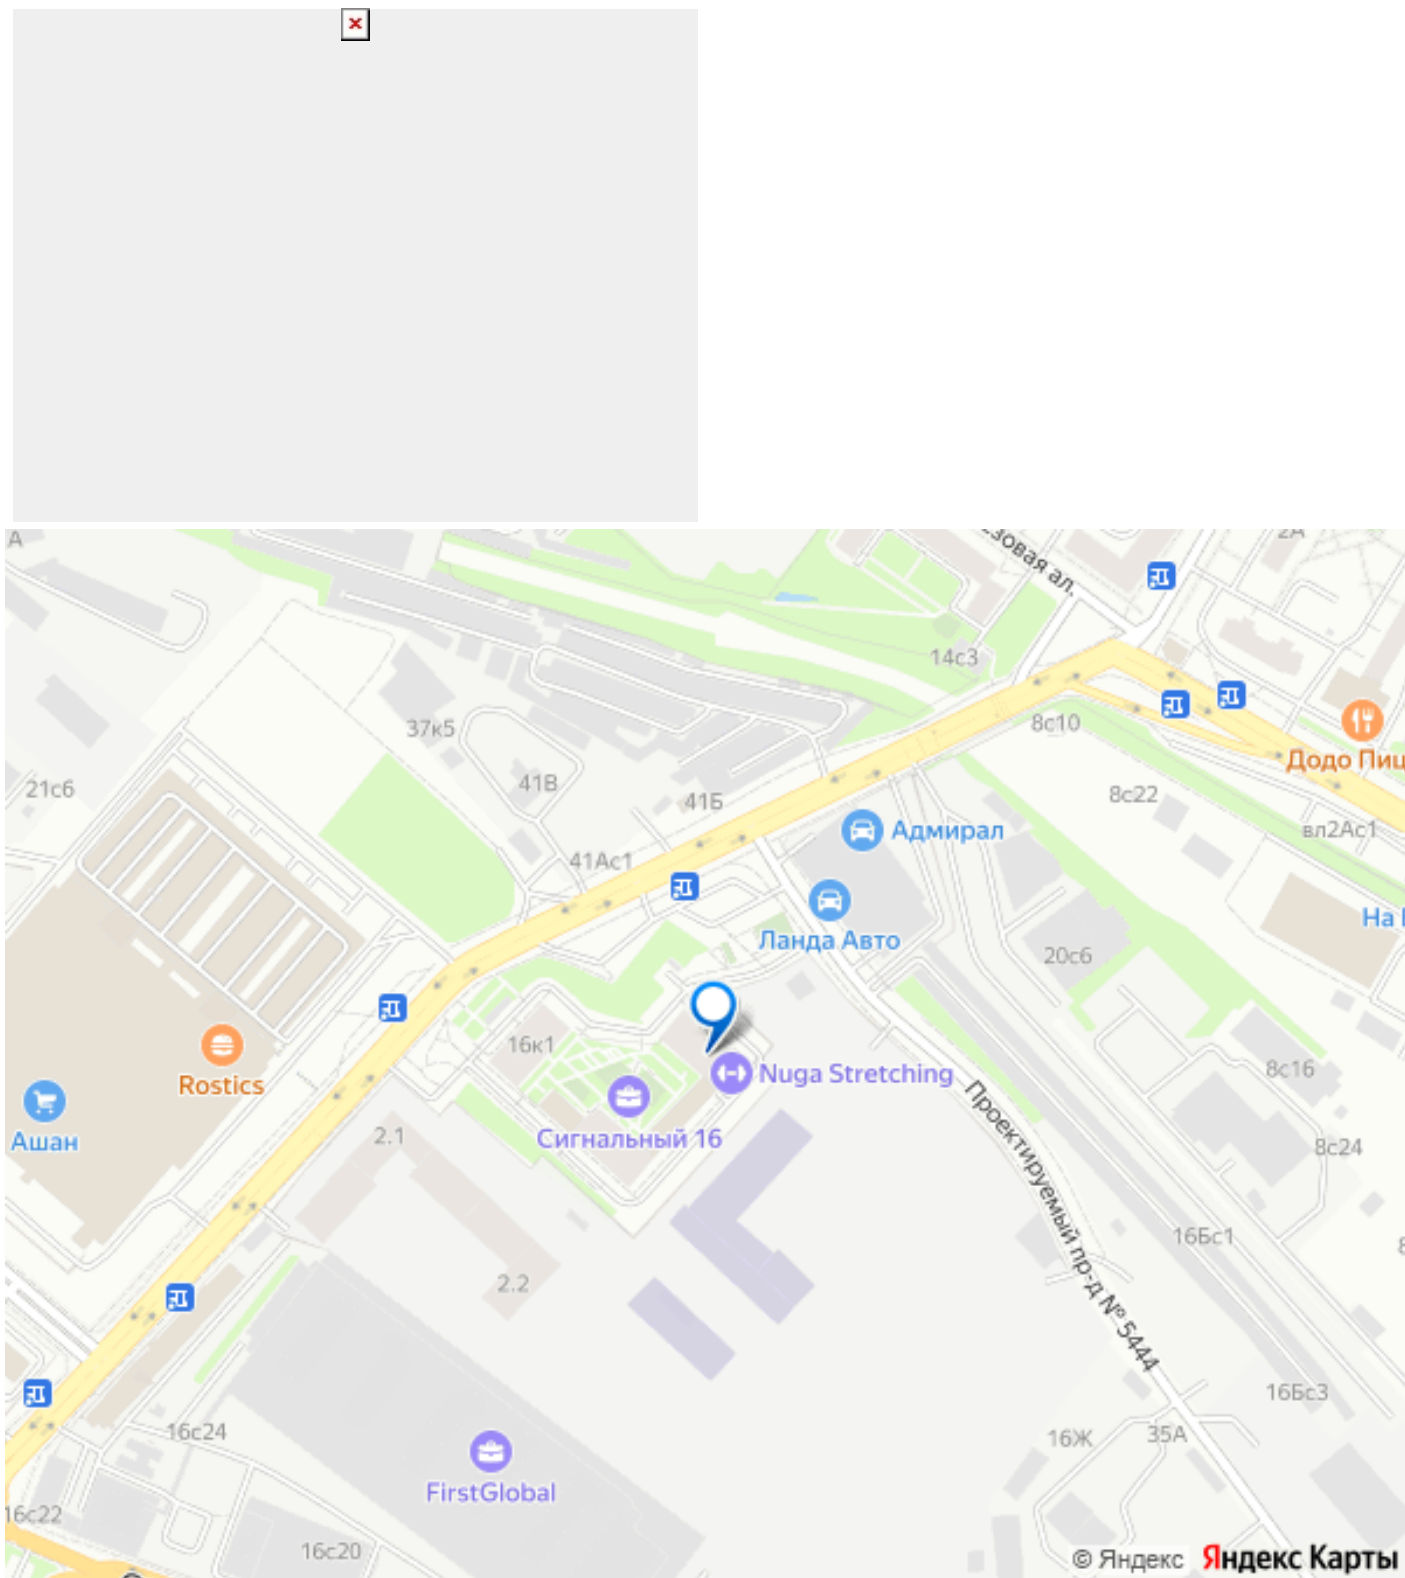 А
зовая ал.
2А
14с3
37к5
8с10
Додо Пиц
21с6
41В
41Б
8с22
вл2Ас1
Адмирал
41Ас1
На
Ланда Авто
20с6
16к1
Rostics
Nuga Stretching
8с16
Ашан
2.1
Сигнальный 16
Проектируемый пр-д № 5444
8с24
16Бс1
2.2
16Бс3
16с24
16Ж
35А
FirstGlobal
16с22
16с20
© Яндекс
Яндекс Карты